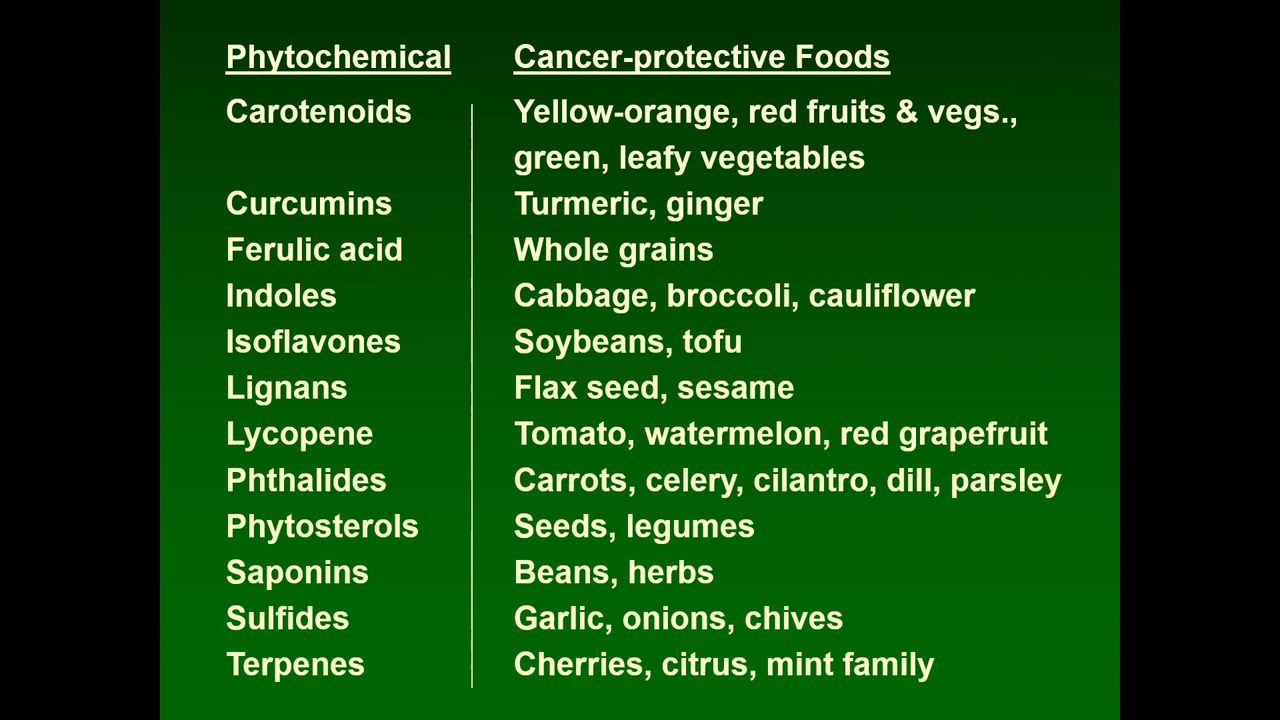 Phytochemical Cancer-protective Foods
Carotenoids Yellow-orange, red fruits & vegs.,
green, leafy vegetables
Curcumins Turmeric, ginger
Ferulic acid Whole grains
Indoles Cabbage, broccoli, cauliflower
Isoflavones Soybeans, tofu
Lignans Flax seed, sesame
Lycopene Tomato, watermelon, red grapefruit
Phthalides Carrots, celery, cilantro, dill, parsley
Phytosterols Seeds, legumes
Saponins Beans, herbs
Sulfides Garlic, onions, chives
Terpenes Cherries, citrus, mint family